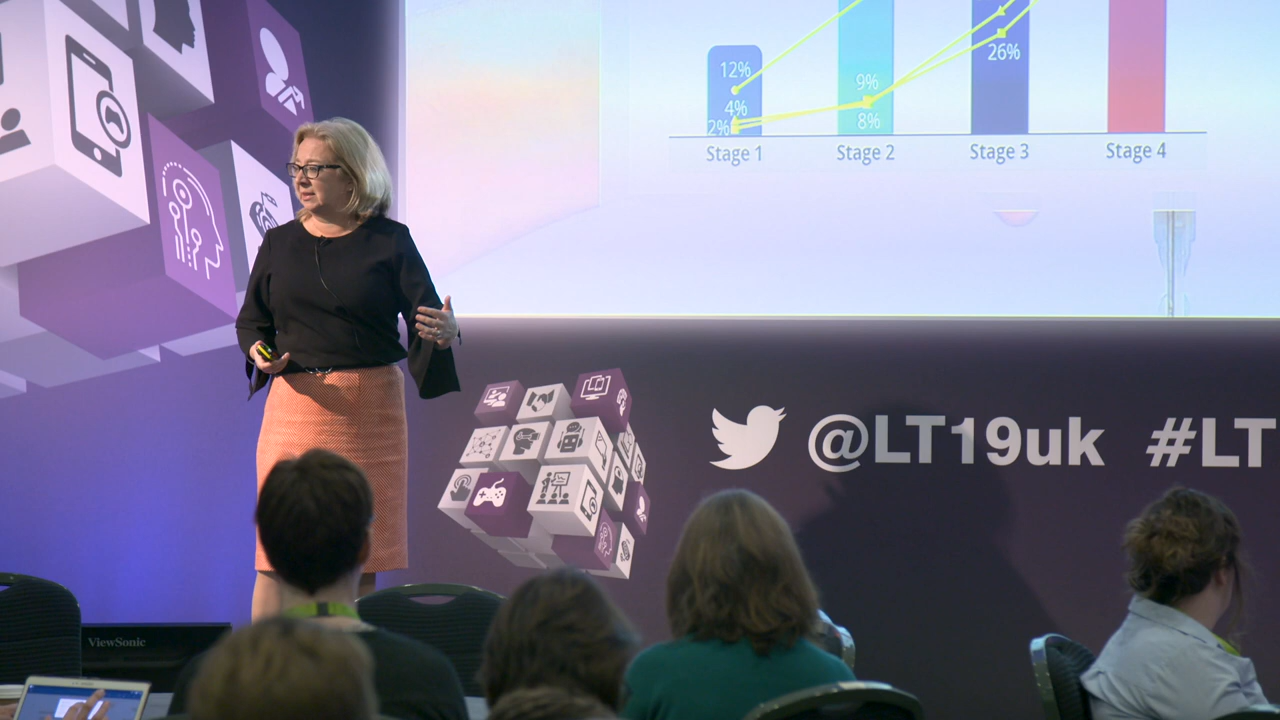 12%
4%
2%
9%
8%
26%
Stage 1 Stage 2 Stage 3 Stage 4
@LT19uk #LT
ViewSonic